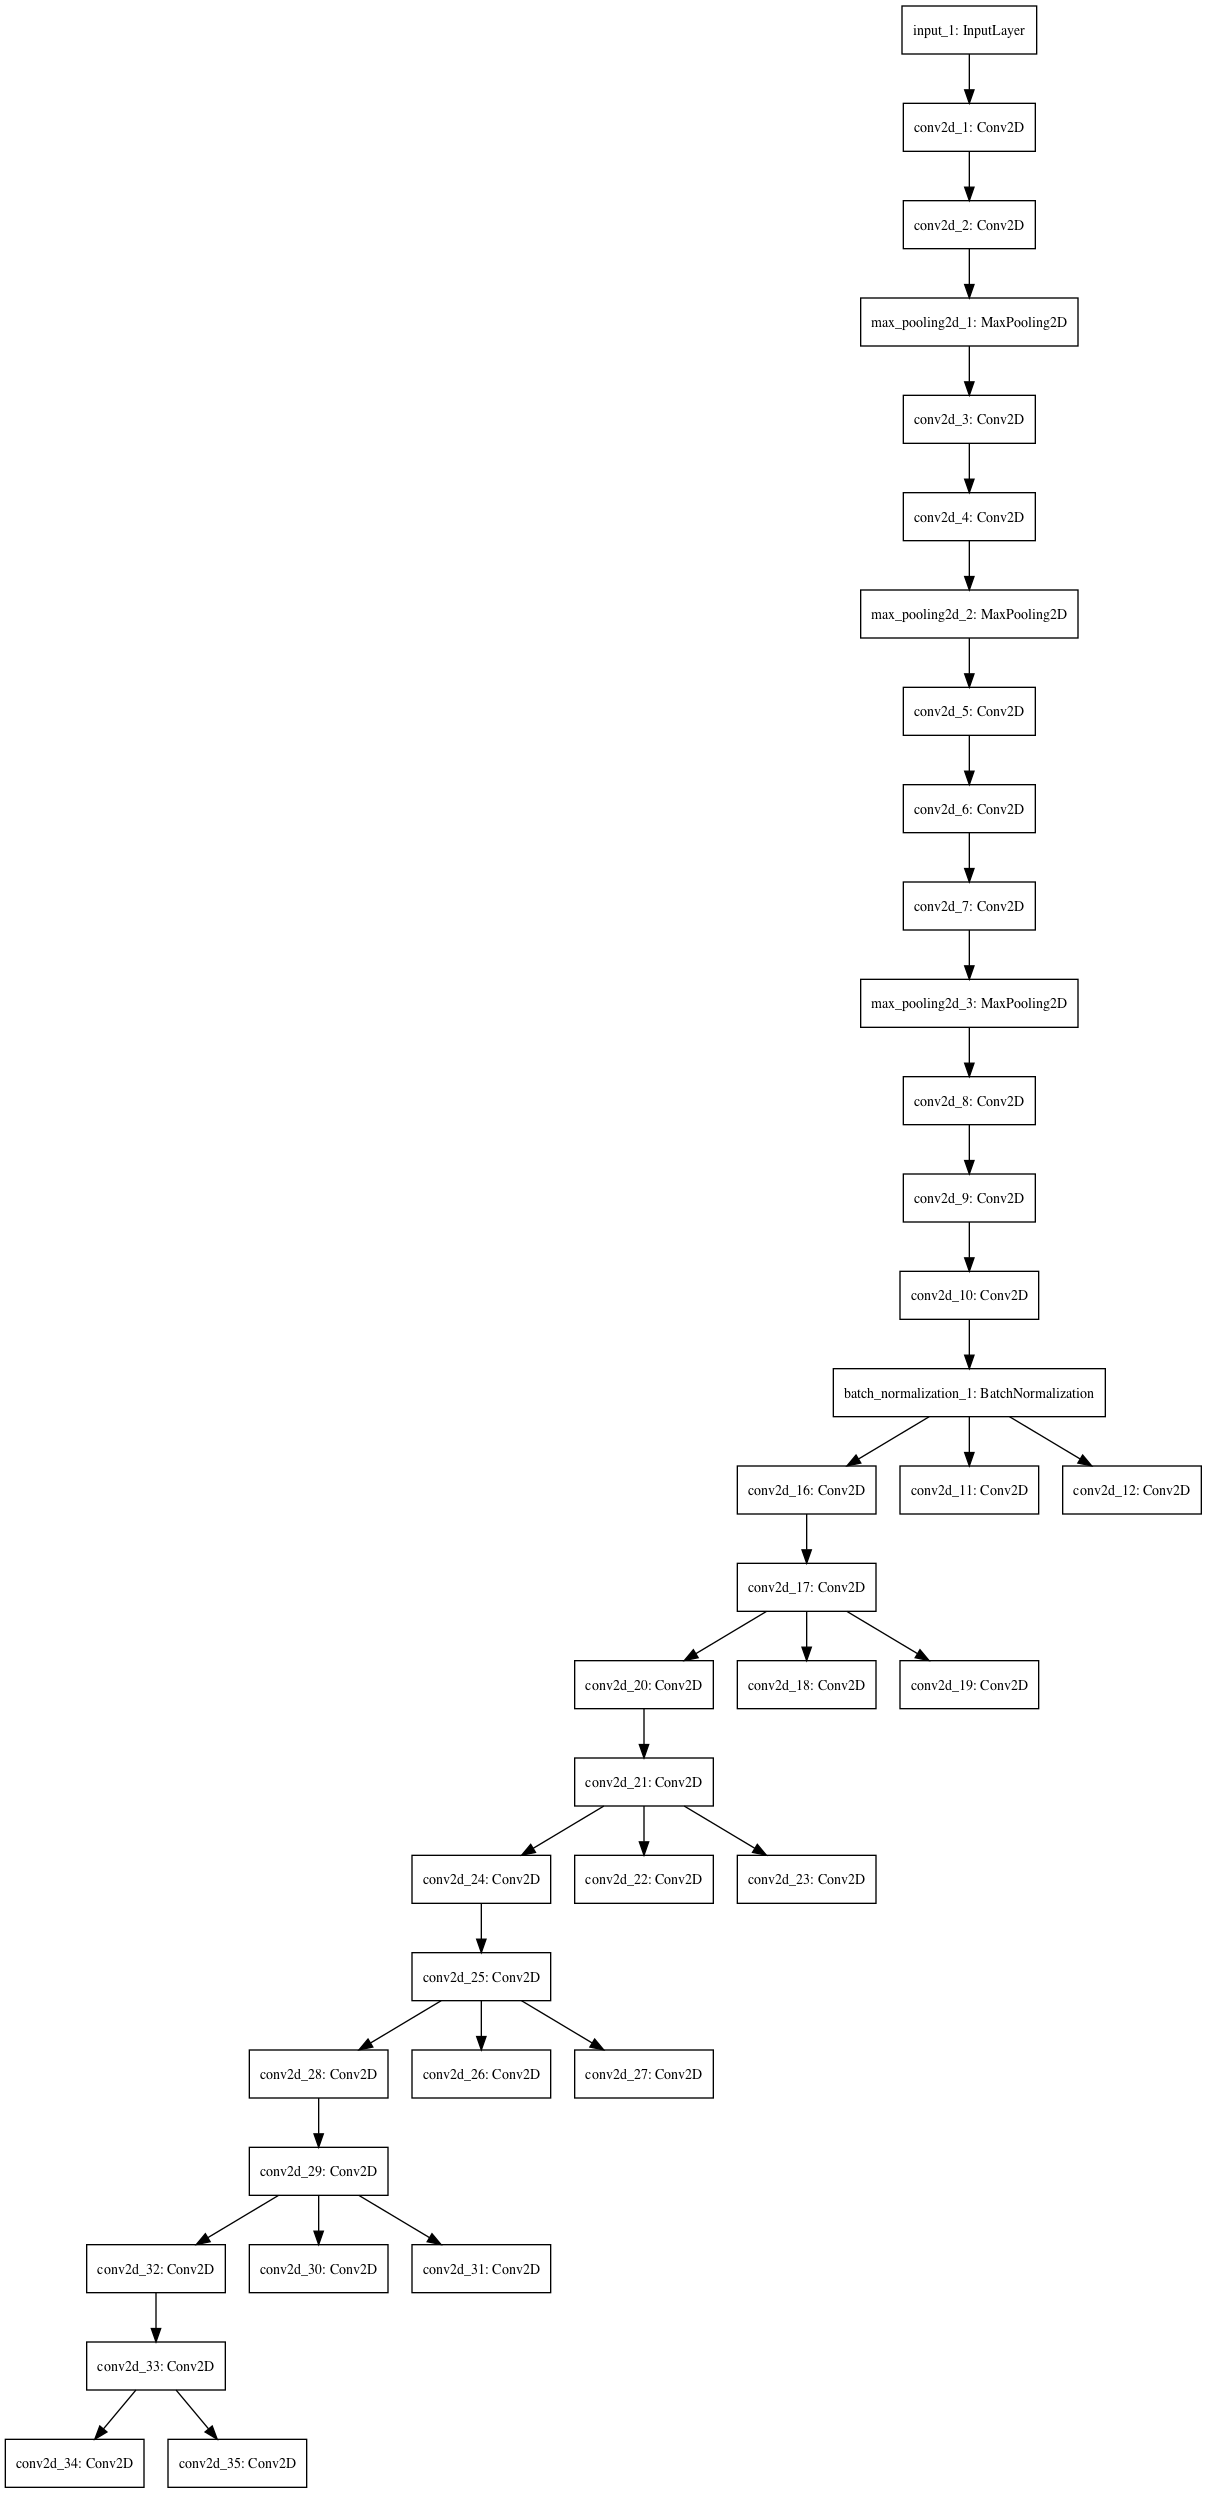 input_1: InputLayer
conv2d_1: Conv2D
conv2d_2: Conv2D
max_pooling2d_1: MaxPooling2D
conv2d_3: Conv2D
conv2d_4: Conv2D
max_pooling2d_2: MaxPooling2D
conv2d_5: Conv2D
conv2d_6: Conv2D
conv2d_7: Conv2D
max_pooling2d_3: MaxPooling2D
conv2d_8: Conv2D
conv2d_9: Conv2D
conv2d_10: Conv2D
batch_normalization_1: BatchNormalization
conv2d_16: Conv2D
conv2d_11: Conv2D
conv2d_12: Conv2D
conv2d_17: Conv2D
conv2d_20: Conv2D
conv2d_18: Conv2D
conv2d_19: Conv2D
conv2d_21: Conv2D
conv2d_24: Conv2D
conv2d_22: Conv2D
conv2d_23: Conv2D
conv2d_25: Conv2D
conv2d_28: Conv2D
conv2d_26: Conv2D
conv2d_27: Conv2D
conv2d_29: Conv2D
conv2d_32: Conv2D
conv2d_30: Conv2D
conv2d_31: Conv2D
conv2d_33: Conv2D
conv2d_34: Conv2D
conv2d_35: Conv2D